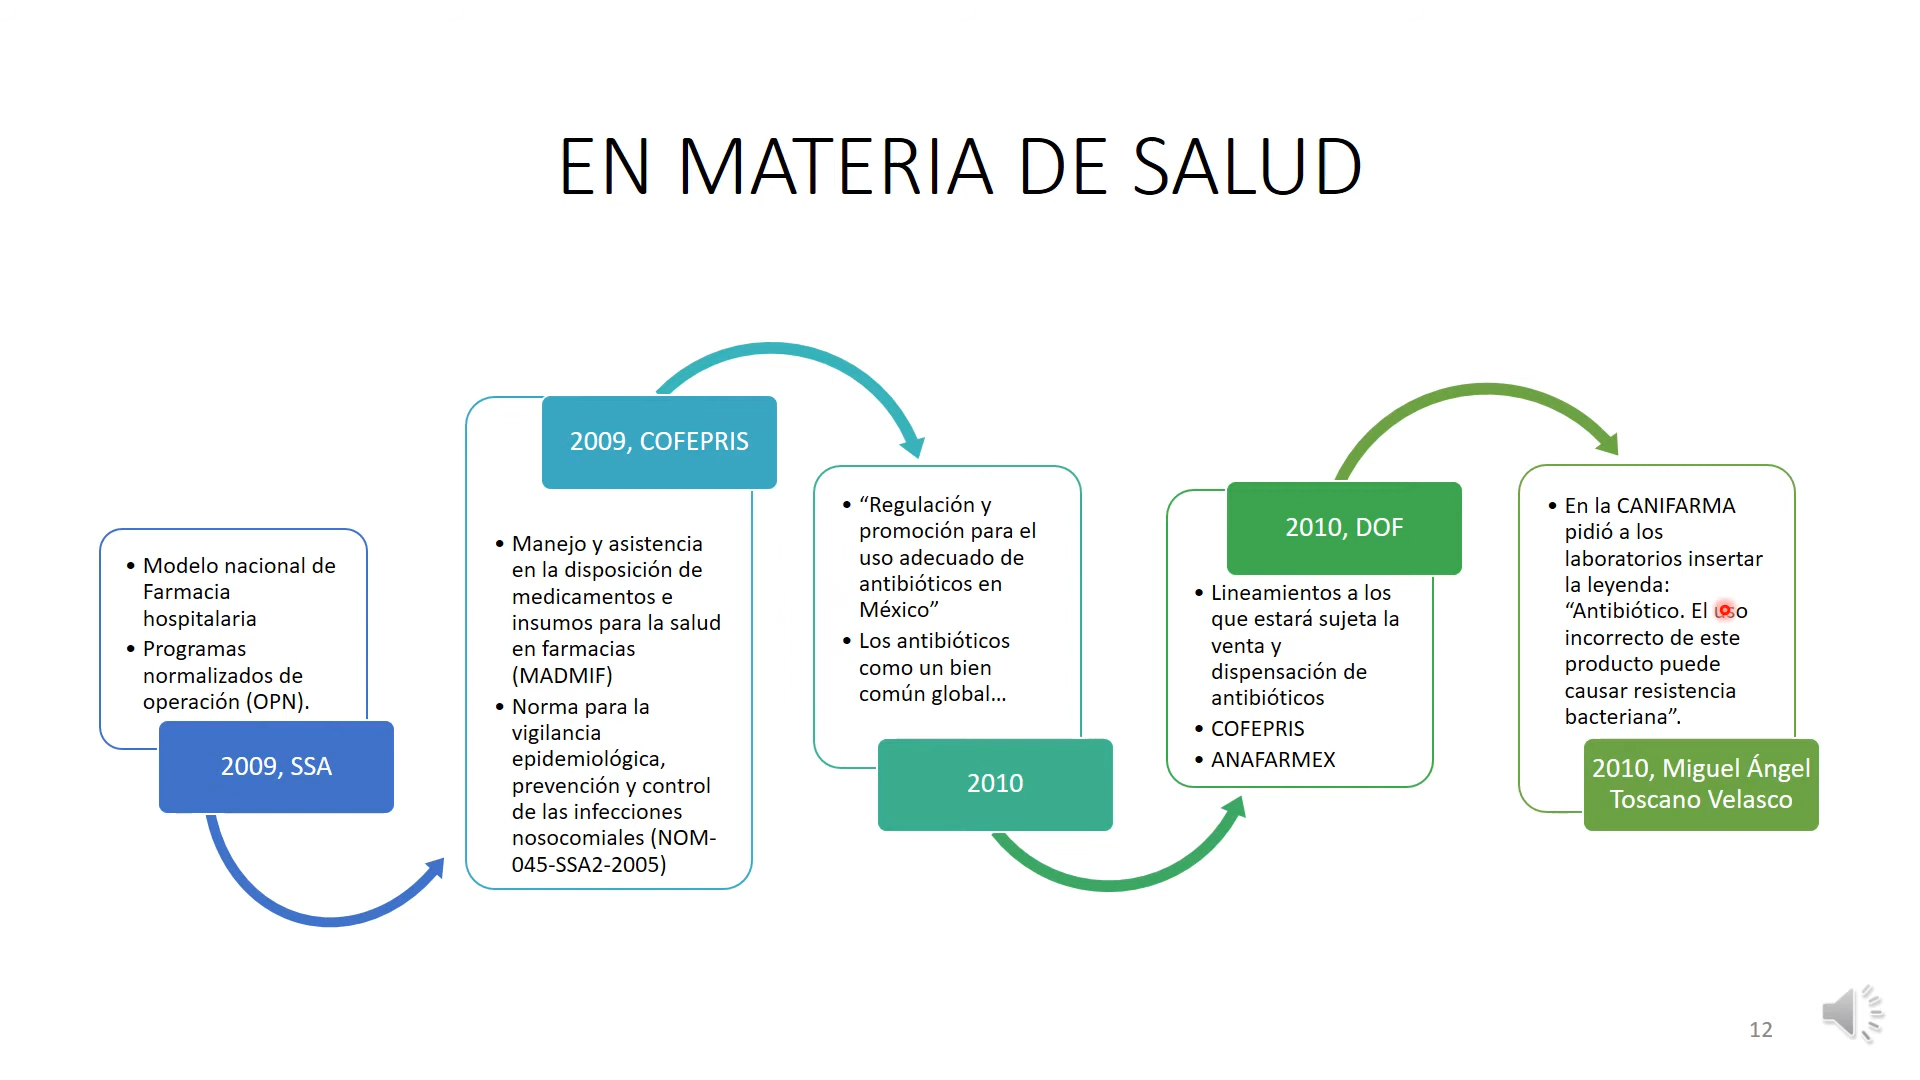 EN MATERIA DE SALUD
• Modelo nacional de
Farmacia
hospitalaria
• Programas
normalizados de
operación (OPN).
2009, SSA
2009, COFEPRIS
• Manejo y asistencia
en la disposición de
medicamentos e
insumos para la salud
en farmacias
(MADMIF)
• Norma para la
vigilancia
epidemiológica,
prevención y control
de las infecciones
nosocomiales (NOM-
045-SSA2-2005)
• “Regulación y
promoción para el
uso adecuado de
antibióticos en
México”
• Los antibióticos
como un bien
común global...
2010
2010, DOF
• Lineamientos a los
que estará sujeta la
venta y
dispensación de
antibióticos
• COFEPRIS
• ANAFARMEX
• En la CANIFARMA
pidió a los
laboratorios insertar
la leyenda:
“Antibiótico. El uso
incorrecto de este
producto puede
causar resistencia
bacteriana”.
2010, Miguel Ángel
Toscano Velasco
12